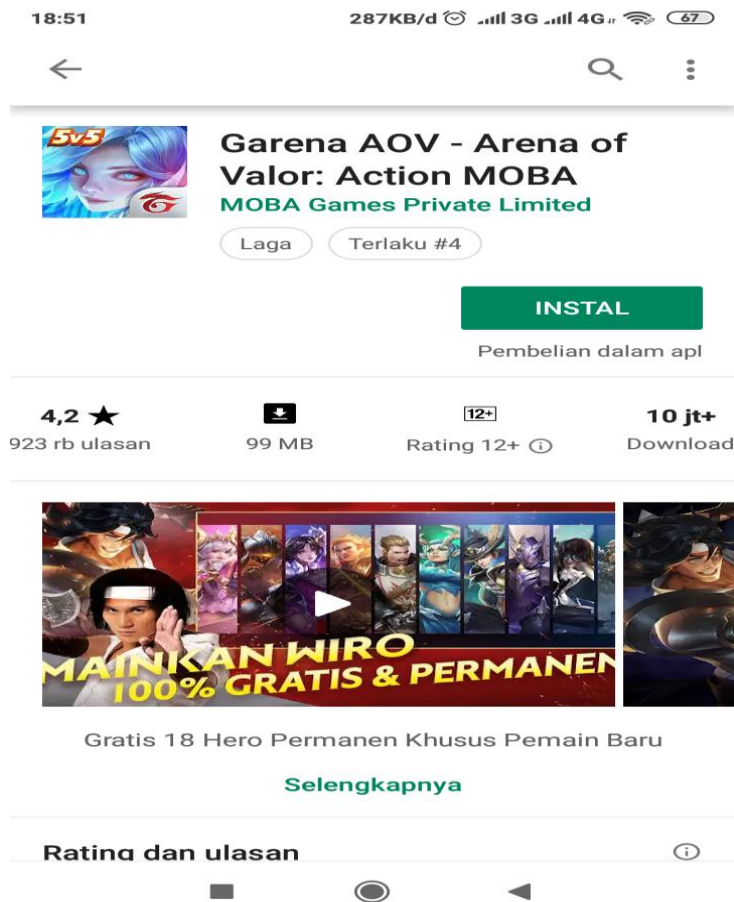 18:51
287KB/d 3G 4G 67
5v5
Garena AOV - Arena of
Valor: Action MOBA
MOBA Games Private Limited
Laga
Terlaku #4
INSTAL
Pembelian dalam apl
4,2 ★
923 rb ulasan
99 MB
12+
Rating 12+
10 jt+
Download
MAINKAN WIRO
100% GRATIS & PERMANEN
Gratis 18 Hero Permanen Khusus Pemain Baru
Selengkapnya
Rating dan ulasan